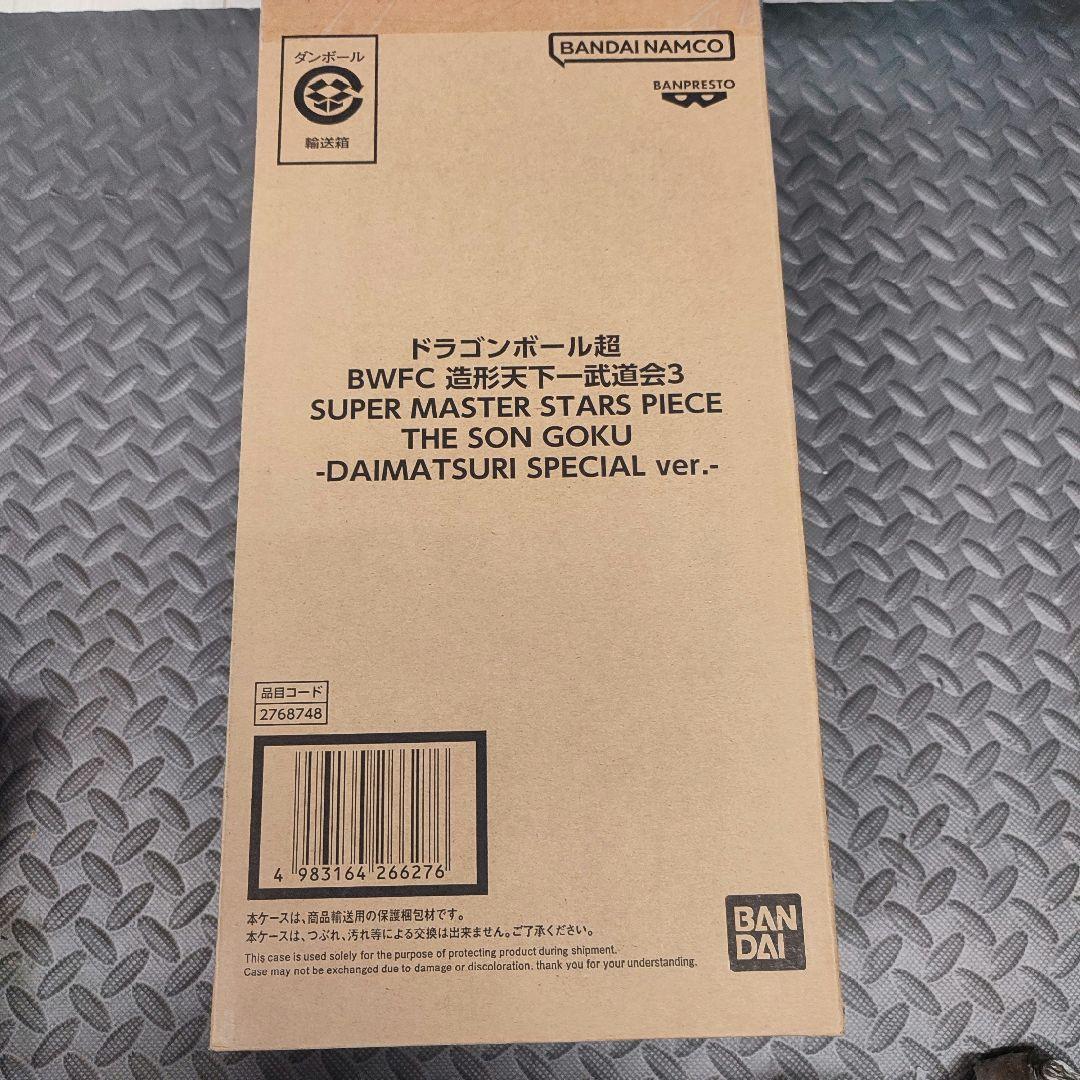 ダンボール
輸送箱
BANDAI NAMCO
BANPRESTO
ドラゴンボール超
BWFC 造形天下一武道会3
SUPER MASTER STARS PIECE
THE SON GOKU
-DAIMATSURI SPECIAL ver.-
品目コード
2768748
4 983164 266276
本ケースは、商品輸送用の保護梱包材です。
本ケースは、つぶれ、汚れ等による交換は出来ません。ご了承ください。
This case is used solely for the purpose of protecting product during shipment.
Case may not be exchanged due to damage or discoloration. thank you for your understanding.
BAN
DAI